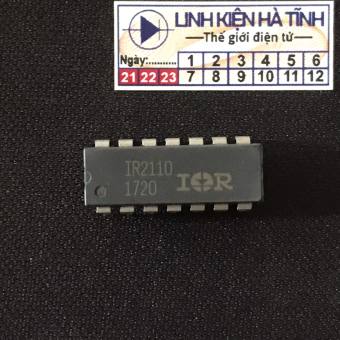 LINH KIỆN HÀ TĨNH
Thế giới điện tử
Ngày:........... 1 2 3 4 5 6
21 22 23 7 8 9 10 11 12
IR2110
1720 IOR